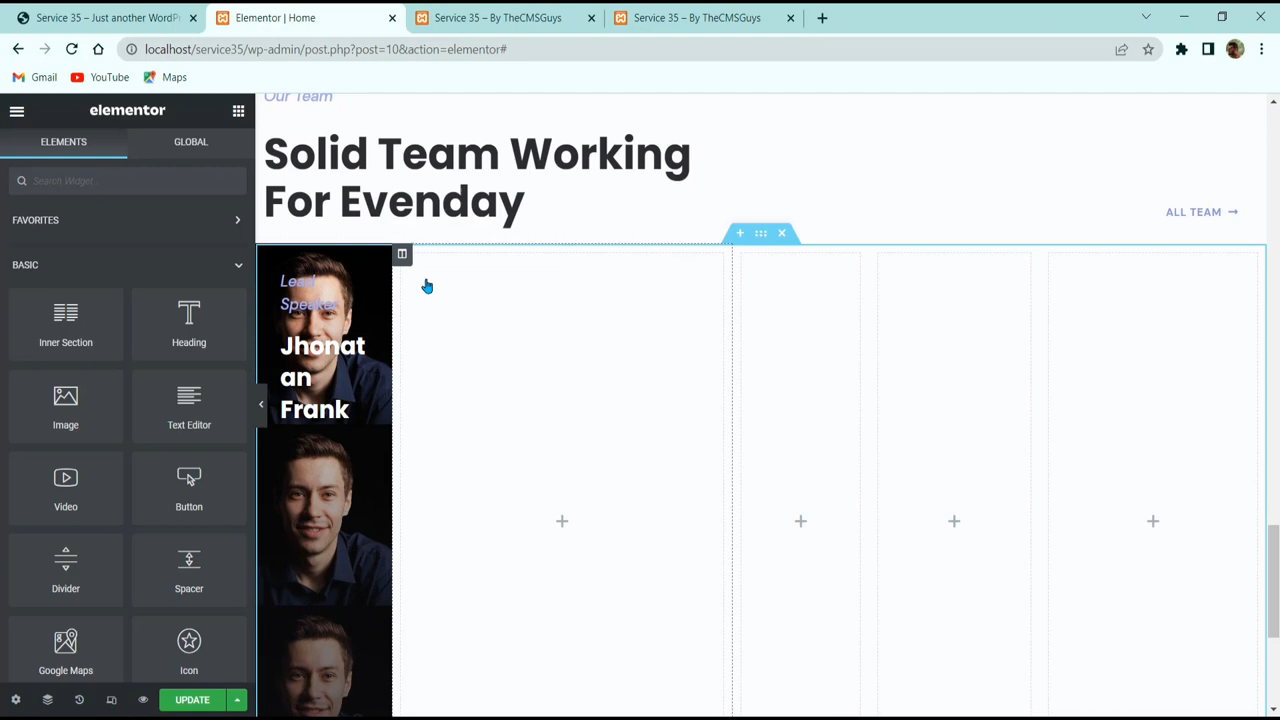 Service 35 – Just another WordPr
Elementor | Home
Service 35 – By TheCMSGuys
Service 35 – By TheCMSGuys
localhost/service35/wp-admin/post.php?post=10&action=elementor#
Gmail
YouTube
Maps
elementor
ELEMENTS
GLOBAL
Search Widget...
FAVORITES
BASIC
Inner Section
Heading
Image
Text Editor
Video
Button
Divider
Spacer
Google Maps
Icon
UPDATE
Our Team
Solid Team Working
For Evenday
ALL TEAM
Lead
Speaker
Jhonat
an
Frank